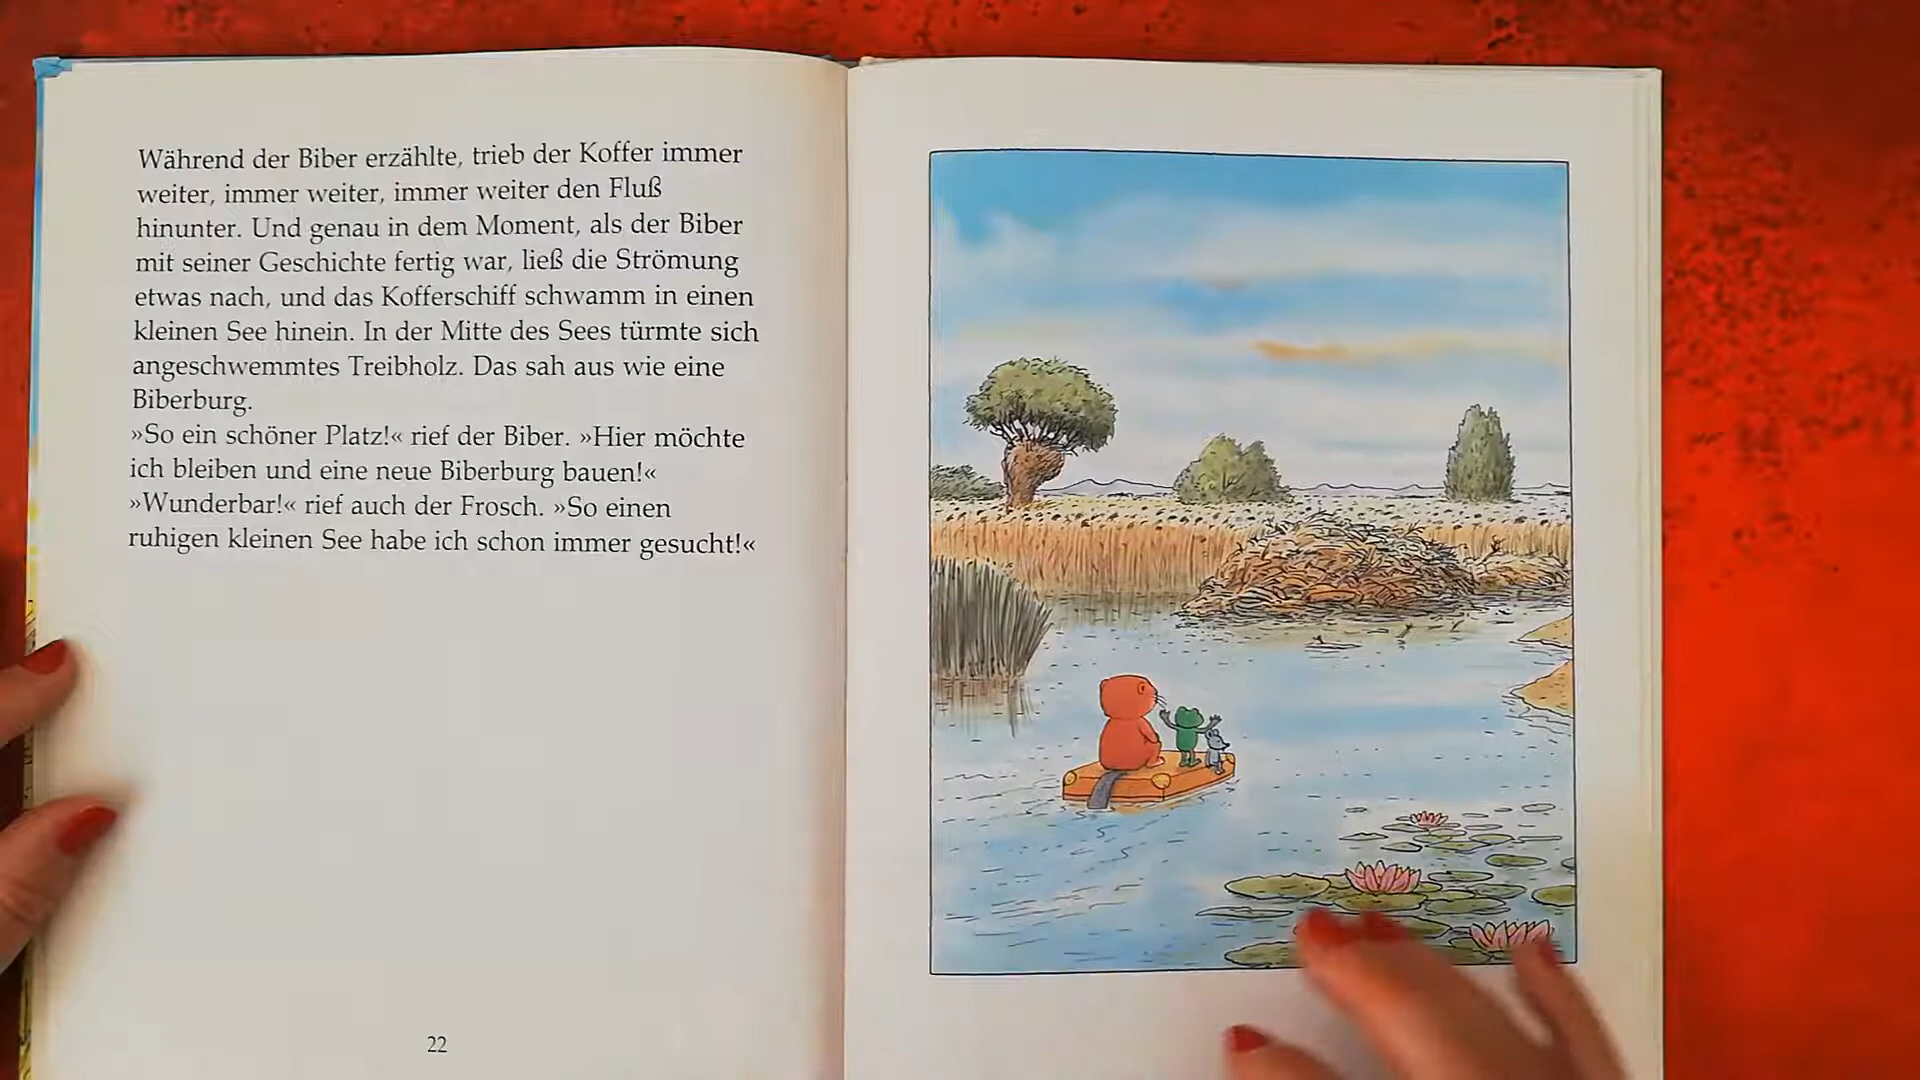 Während der Biber erzählte, trieb der Koffer immer
weiter, immer weiter, immer weiter den Fluß
hinunter. Und genau in dem Moment, als der Biber
mit seiner Geschichte fertig war, ließ die Strömung
etwas nach, und das Kofferschiff schwamm in einen
kleinen See hinein. In der Mitte des Sees türmte sich
angeschwemmtes Treibholz. Das sah aus wie eine
Biberburg.
»So ein schöner Platz!« rief der Biber. »Hier möchte
ich bleiben und eine neue Biberburg bauen!«
»Wunderbar!« rief auch der Frosch. »So einen
ruhigen kleinen See habe ich schon immer gesucht!«
22